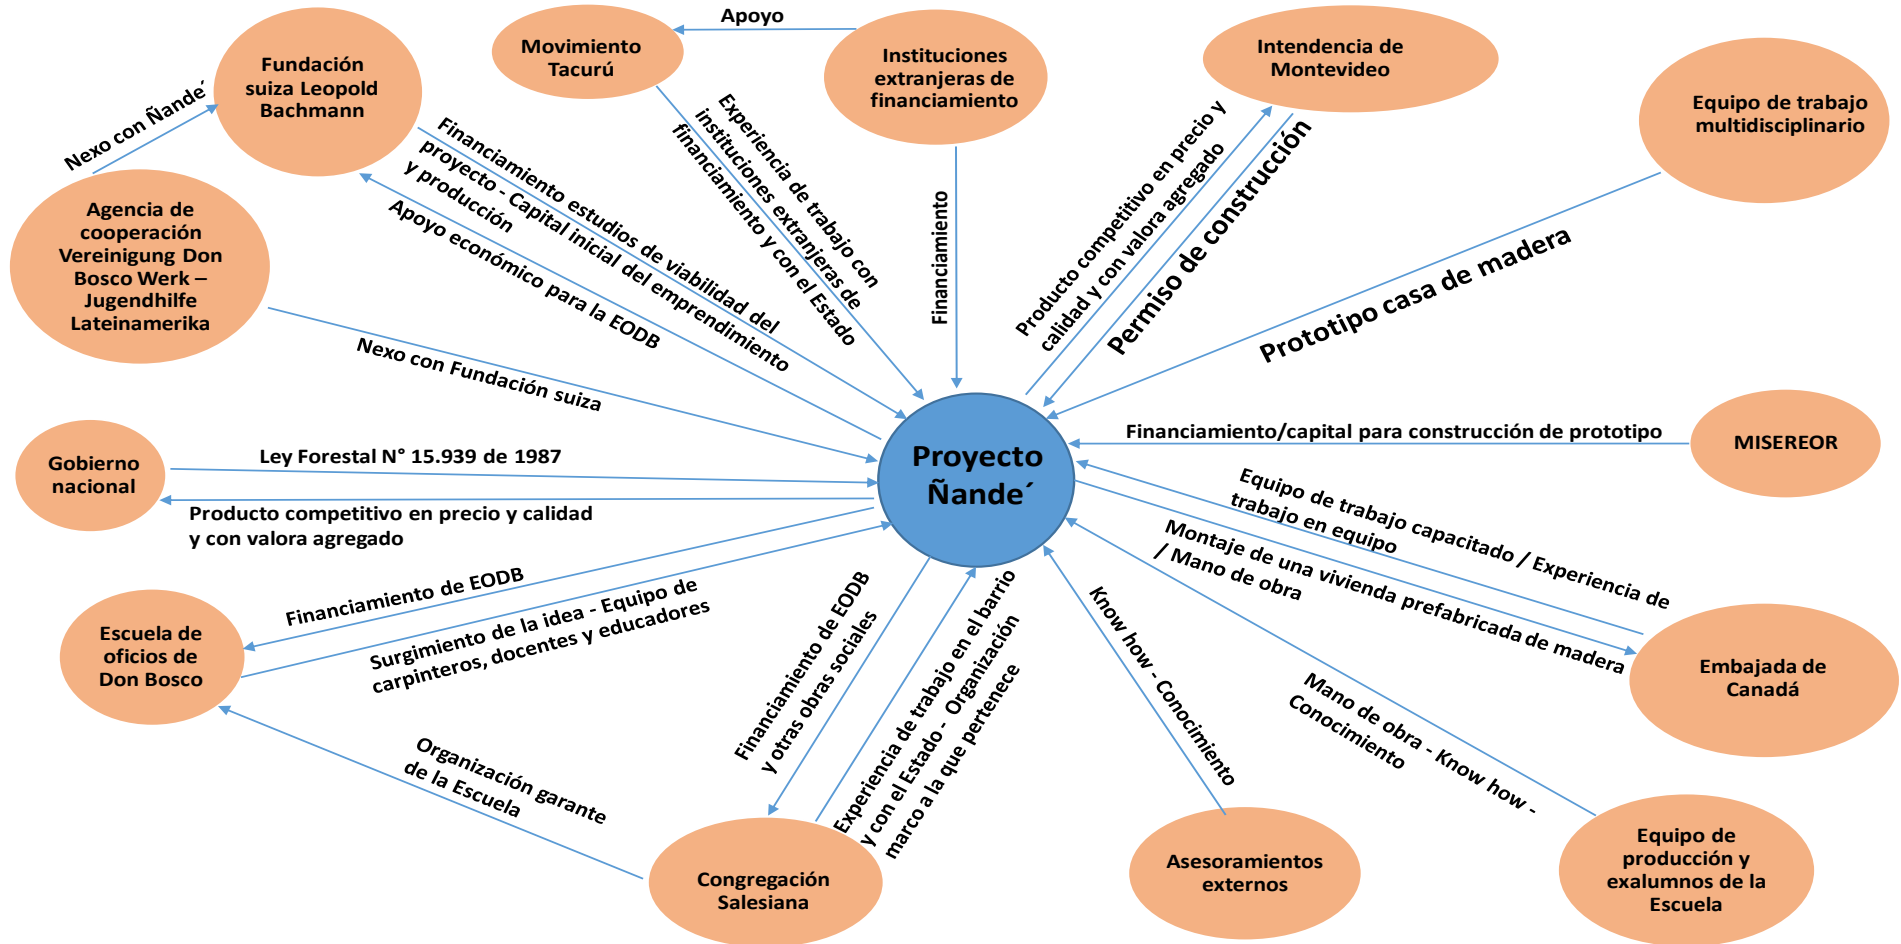 Apoyo
Movimiento
Tacurú
Instituciones
extranjeras de
financiamiento
Intendencia de
Montevideo
Fundación
suiza Leopold
Bachmann
Equipo de trabajo
multidisciplinario
Nexo con Ñande´
Agencia de
cooperación
Vereinigung Don
Bosco Werk –
Jugendhilfe
Lateinamerika
Financiamiento estudios de viabilidad del
proyecto - Capital inicial del emprendimiento
y producción
Apoyo económico para la EODB
Experiencia de trabajo con
instituciones extranjeras de
financiamiento y con el Estado
Financiamiento
Producto competitivo en precio y
calidad y con valora agregado
Permiso de construcción
Prototipo casa de madera
Nexo con Fundación suiza
Gobierno
nacional
Ley Forestal N° 15.939 de 1987
Producto competitivo en precio y calidad
y con valora agregado
Proyecto
Ñande´
Financiamiento/capital para construcción de prototipo
MISEREOR
Equipo de trabajo capacitado / Experiencia de
trabajo en equipo
Montaje de una vivienda prefabricada de madera
/ Mano de obra
Embajada de
Canadá
Escuela de
oficios de
Don Bosco
Financiamiento de EODB
Surgimiento de la idea - Equipo de
carpinteros, docentes y educadores
Financiamiento de EODB
y otras obras sociales
Experiencia de trabajo en el barrio
y con el Estado - Organización
marco a la que pertenece
Know how - Conocimiento
Mano de obra - Know how -
Conocimiento
Organización garante
de la Escuela
Congregación
Salesiana
Asesoramientos
externos
Equipo de
producción y
exalumnos de la
Escuela